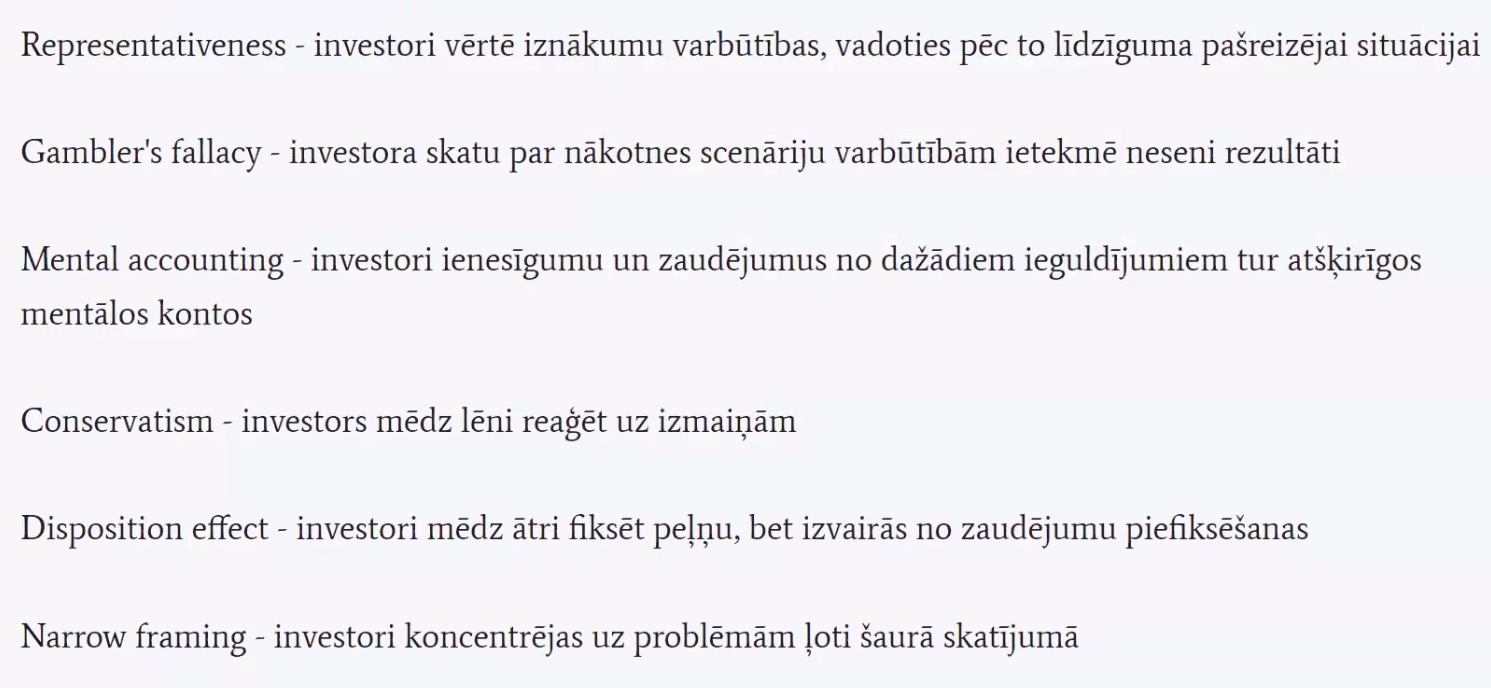 Representativeness - investori vērtē iznākumu varbūtības, vadoties pēc to līdzīguma pašreizējai situācijai
Gambler's fallacy - investora skatu par nākotnes scenāriju varbūtībām ietekmē neseni rezultāti
Mental accounting - investori ienesīgumu un zaudējumus no dažādiem ieguldījumiem tur atšķirīgos
mentālos kontos
Conservatism - investors mēdz lēni reaģēt uz izmaiņām
Disposition effect - investori mēdz ātri fiksēt peļņu, bet izvairās no zaudējumu piefiksēšanas
Narrow framing - investori koncentrējas uz problēmām ļoti šaurā skatījumā